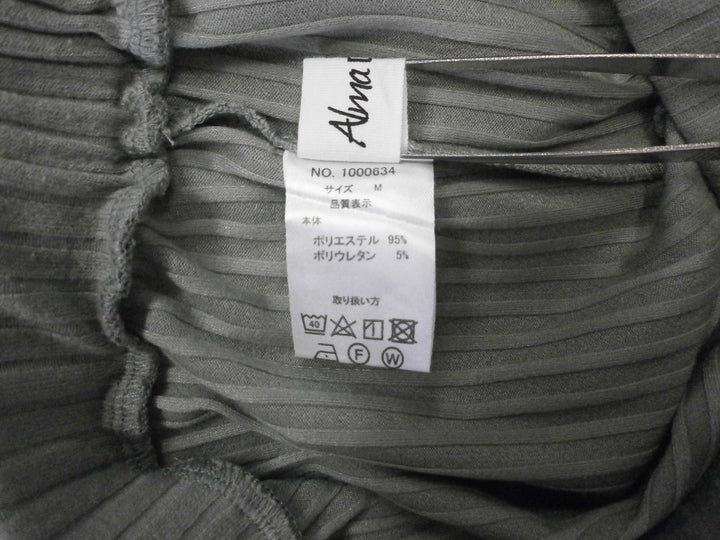 Alma
NO. 1000634
サイズ M
品質表示
本体
ポリエステル 95%
ポリウレタン 5%
取り扱い方
40
F
W